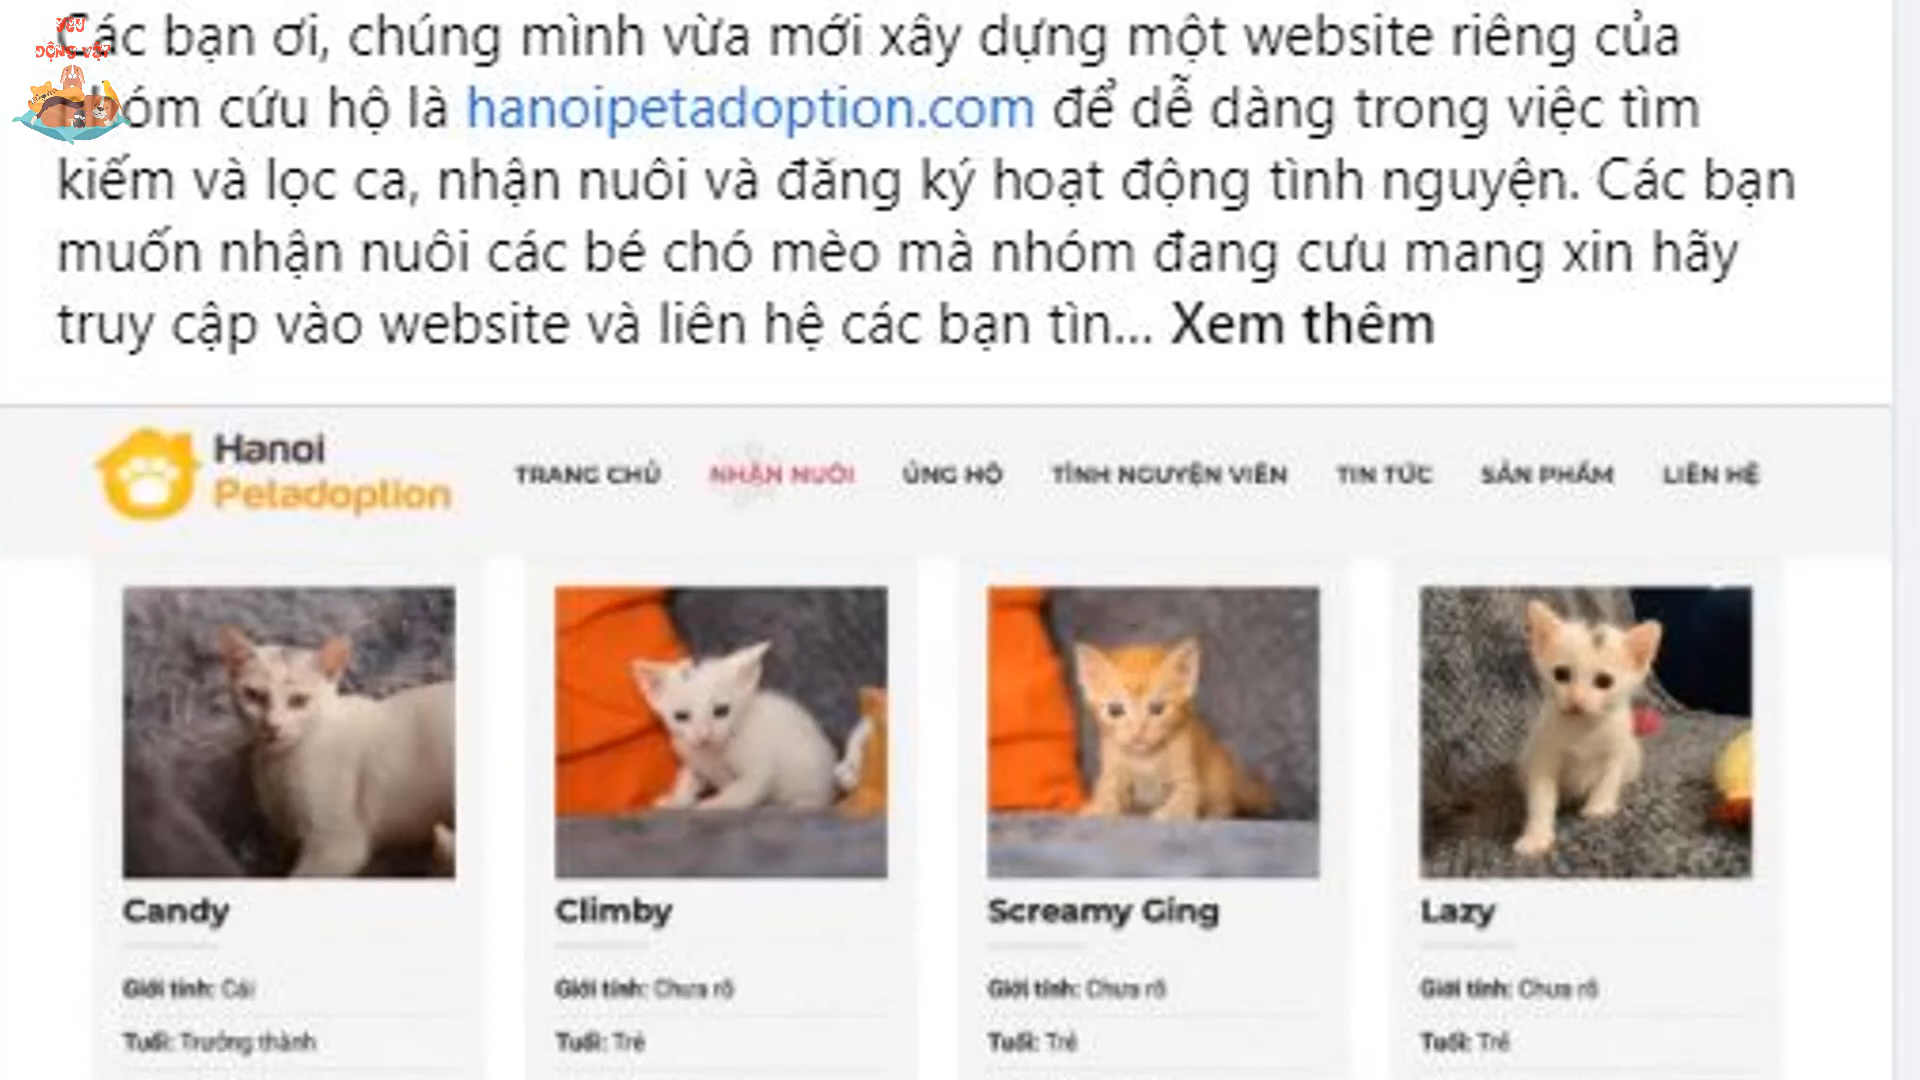 YÊU
ĐỘNG VẬT
Các bạn ơi, chúng mình vừa mới xây dựng một website riêng của
nhóm cứu hộ là hanoipetadoption.com để dễ dàng trong việc tìm
kiếm và lọc ca, nhận nuôi và đăng ký hoạt động tình nguyện. Các bạn
muốn nhận nuôi các bé chó mèo mà nhóm đang cưu mang xin hãy
truy cập vào website và liên hệ các bạn tìn... Xem thêm
Hanoi
Petadoption
TRANG CHỦ NHẬN NUÔI ỦNG HỘ TÌNH NGUYỆN VIÊN TIN TỨC SẢN PHẨM LIÊN HỆ
Candy Climby Screamy Ging Lazy
Giới tính: Cái Giới tính: Chưa rõ Giới tính: Chưa rõ Giới tính: Chưa rõ
Tuổi: Trưởng thành Tuổi: Trẻ Tuổi: Trẻ Tuổi: Trẻ